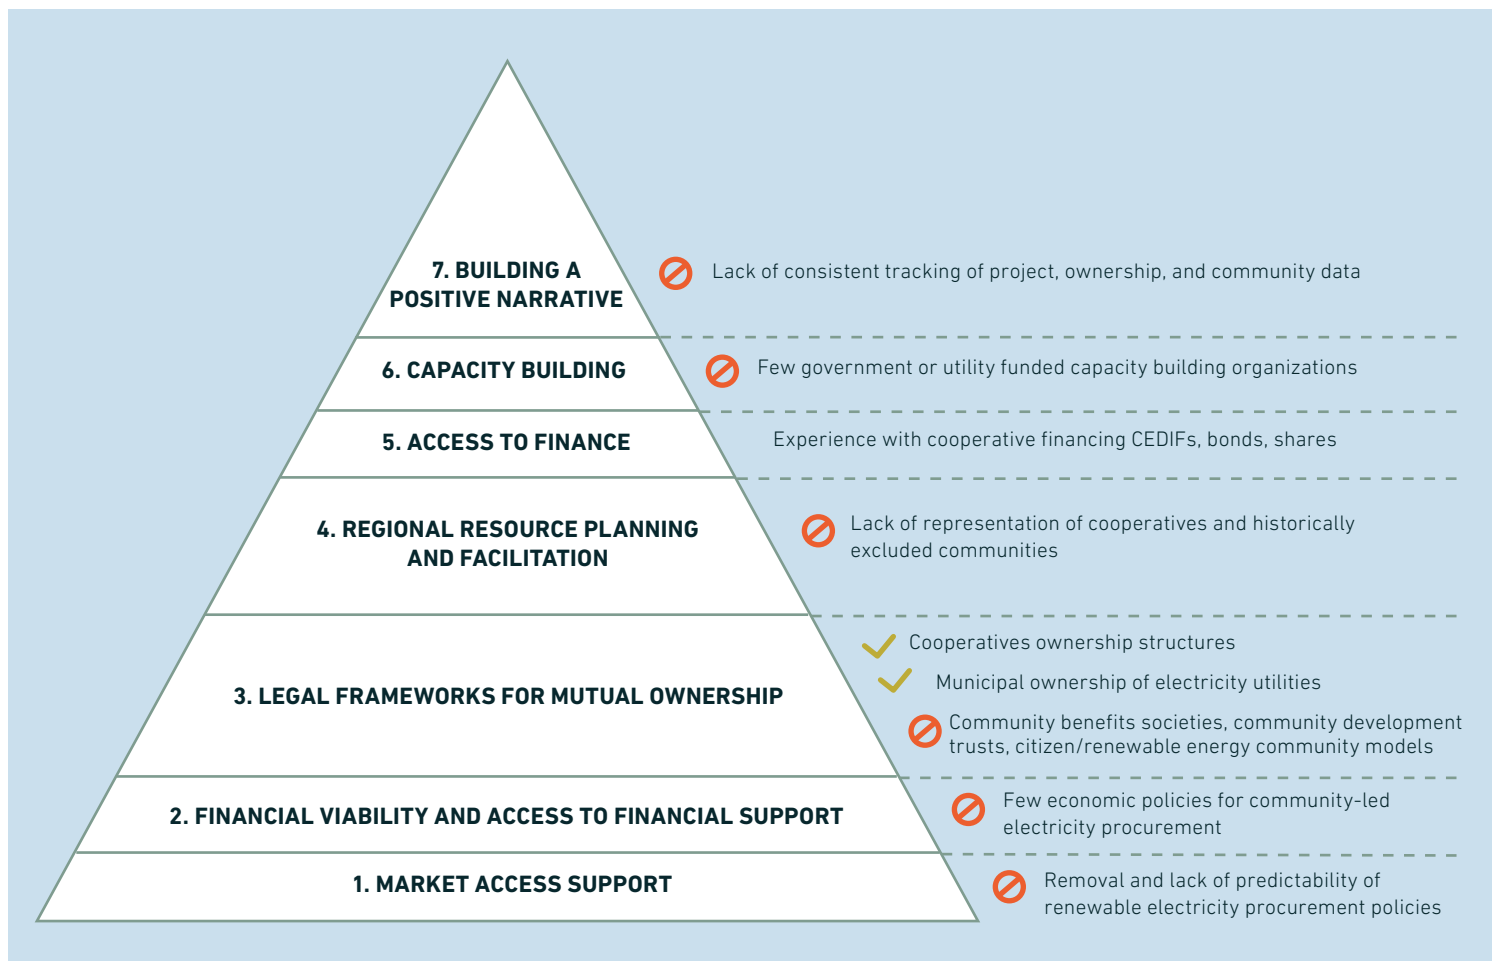 7. BUILDING A
POSITIVE NARRATIVE
Lack of consistent tracking of project, ownership, and community data
6. CAPACITY BUILDING
Few government or utility funded capacity building organizations
5. ACCESS TO FINANCE
Experience with cooperative financing CEDIFs, bonds, shares
4. REGIONAL RESOURCE PLANNING
AND FACILITATION
Lack of representation of cooperatives and historically
excluded communities
3. LEGAL FRAMEWORKS FOR MUTUAL OWNERSHIP
Cooperatives ownership structures
Municipal ownership of electricity utilities
Community benefits societies, community development
trusts, citizen/renewable energy community models
2. FINANCIAL VIABILITY AND ACCESS TO FINANCIAL SUPPORT
Few economic policies for community-led
electricity procurement
1. MARKET ACCESS SUPPORT
Removal and lack of predictability of
renewable electricity procurement policies